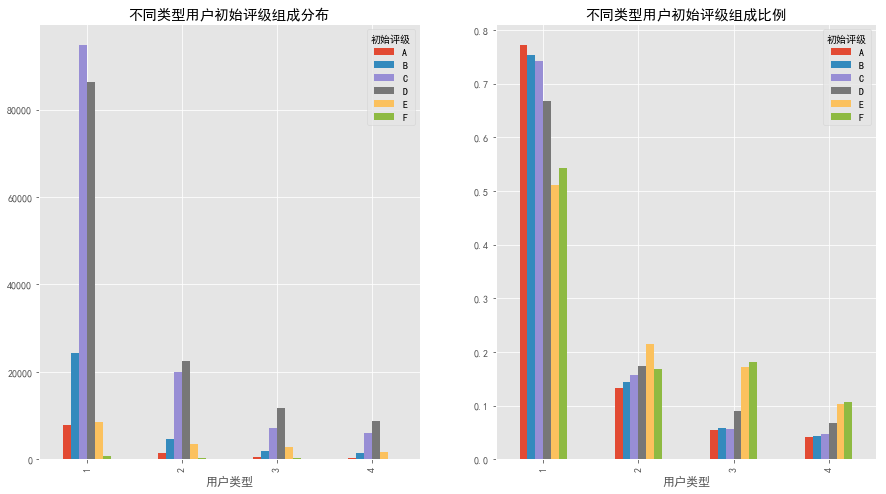 不同类型用户初始评级组成分布
初始评级
A
B
C
D
E
F
80000
60000
40000
20000
0
1
2
3
4
用户类型
不同类型用户初始评级组成比例
初始评级
A
B
C
D
E
F
0.8
0.7
0.6
0.5
0.4
0.3
0.2
0.1
0.0
1
2
3
4
用户类型